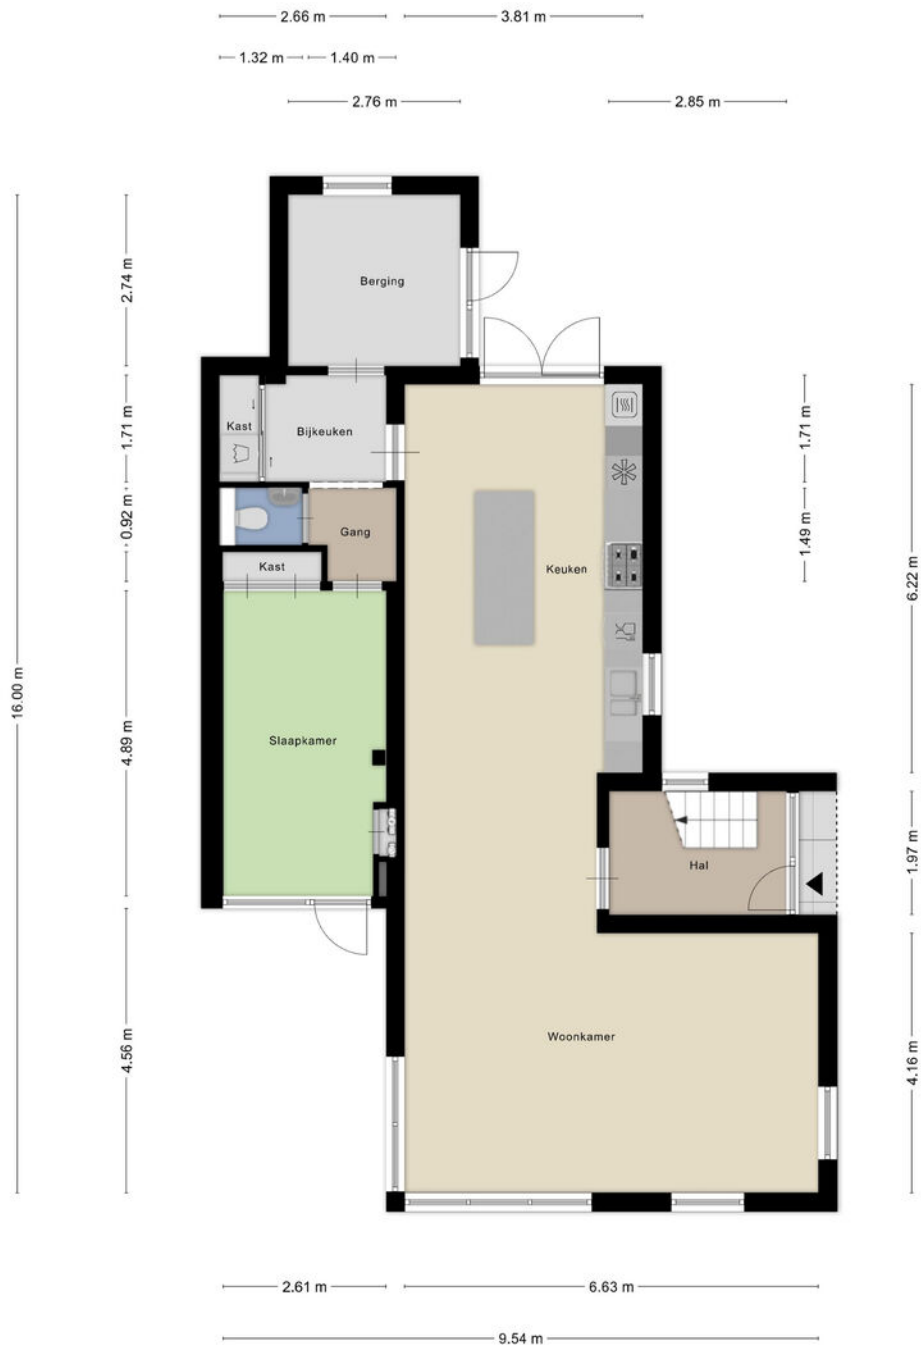 2.66 m
3.81 m
1.32 m
1.40 m
2.76 m
2.85 m
Berging
2.74 m
Kast
Bijkeuken
1.71 m
1.71 m
0.92 m
Gang
1.49 m
Kast
Keuken
6.22 m
16.00 m
Slaapkamer
4.89 m
Hal
1.97 m
Woonkamer
4.56 m
4.16 m
2.61 m
6.63 m
9.54 m